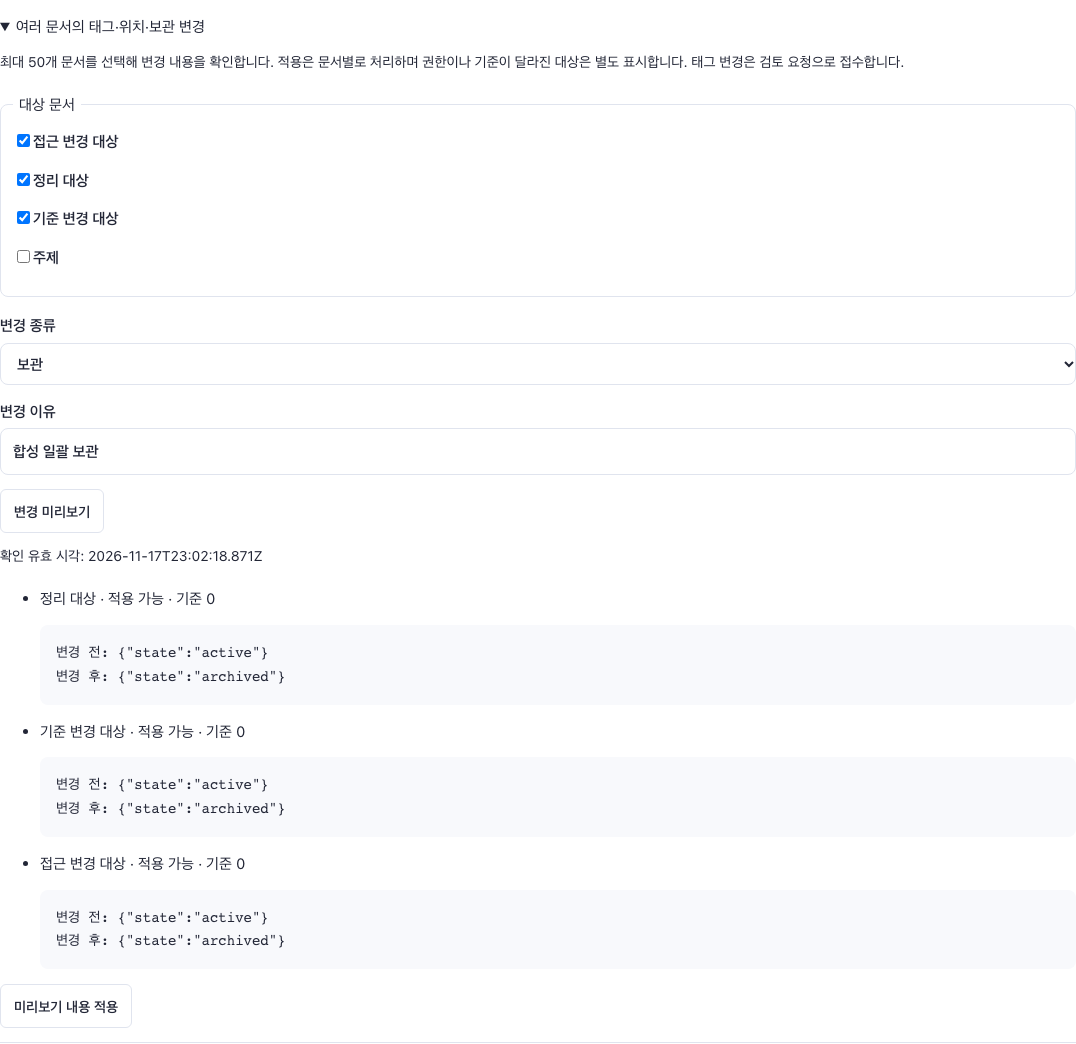 ▼ 여러 문서의 태그·위치·보관 변경
최대 50개 문서를 선택해 변경 내용을 확인합니다. 적용은 문서별로 처리하며 권한이나 기준이 달라진 대상은 별도 표시합니다. 태그 변경은 검토 요청으로 접수합니다.
대상 문서
접근 변경 대상
정리 대상
기준 변경 대상
주제
변경 종류
보관
변경 이유
합성 일괄 보관
변경 미리보기
확인 유효 시각: 2026-11-17T23:02:18.871Z
• 정리 대상 · 적용 가능 · 기준 0
변경 전: {"state":"active"}
변경 후: {"state":"archived"}
• 기준 변경 대상 · 적용 가능 · 기준 0
변경 전: {"state":"active"}
변경 후: {"state":"archived"}
• 접근 변경 대상 · 적용 가능 · 기준 0
변경 전: {"state":"active"}
변경 후: {"state":"archived"}
미리보기 내용 적용